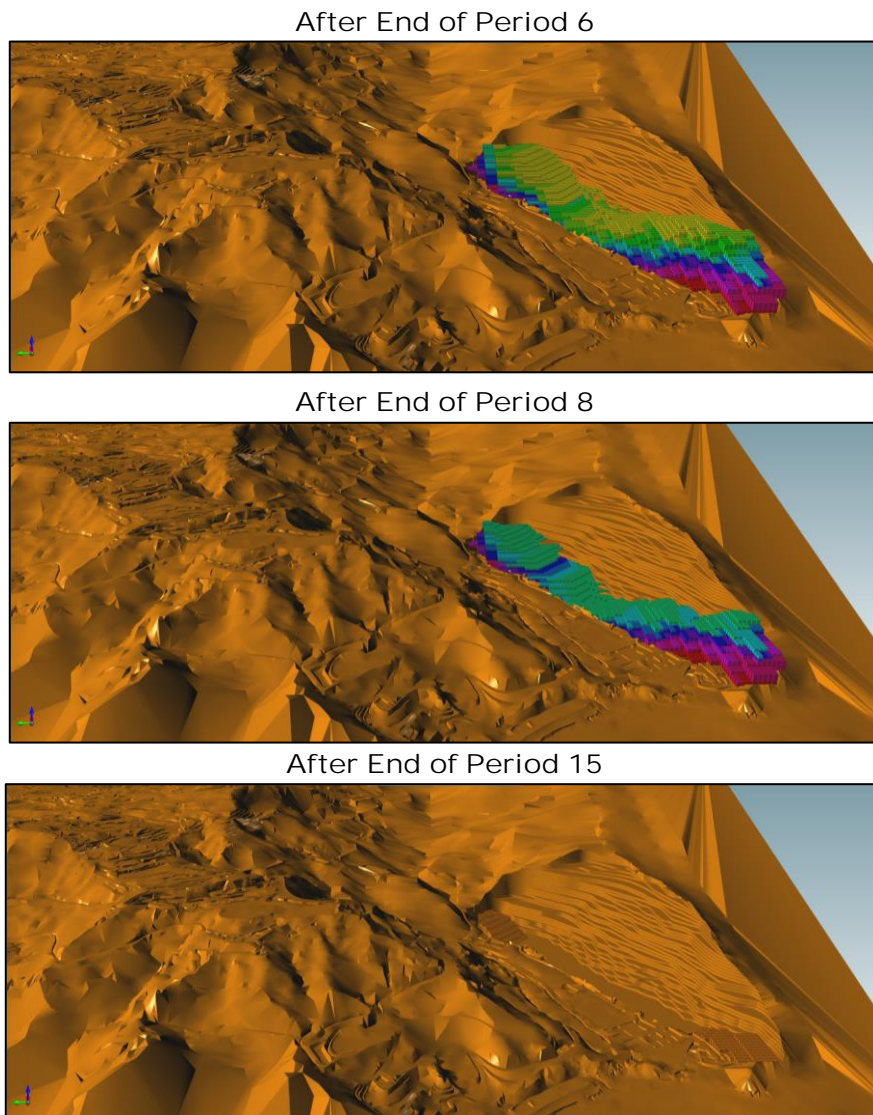 After End of Period 6
After End of Period 8
After End of Period 15